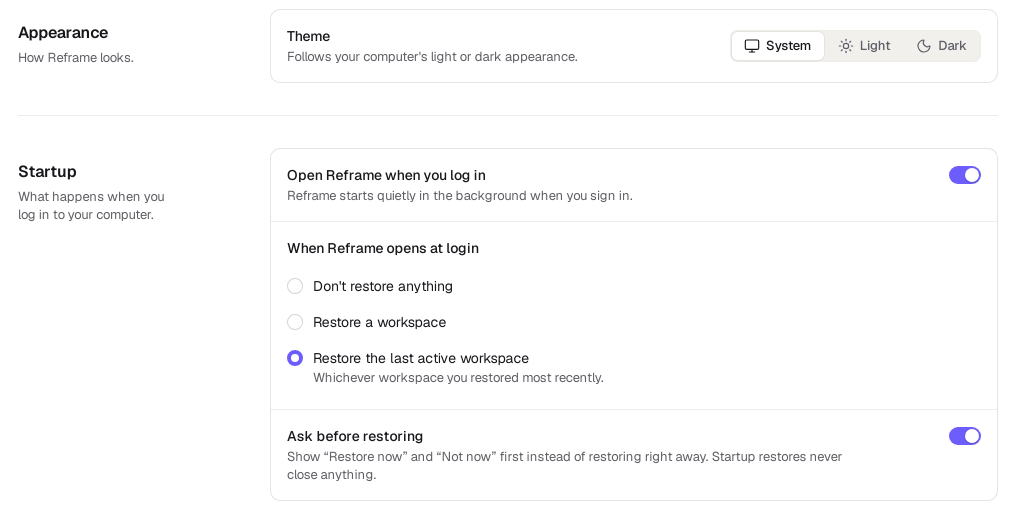 Appearance
How Reframe looks.
Theme
Follows your computer's light or dark appearance.
System
Light
Dark
Startup
What happens when you
log in to your computer.
Open Reframe when you log in
Reframe starts quietly in the background when you sign in.
When Reframe opens at login
Don't restore anything
Restore a workspace
Restore the last active workspace
Whichever workspace you restored most recently.
Ask before restoring
Show “Restore now” and “Not now” first instead of restoring right away. Startup restores never
close anything.